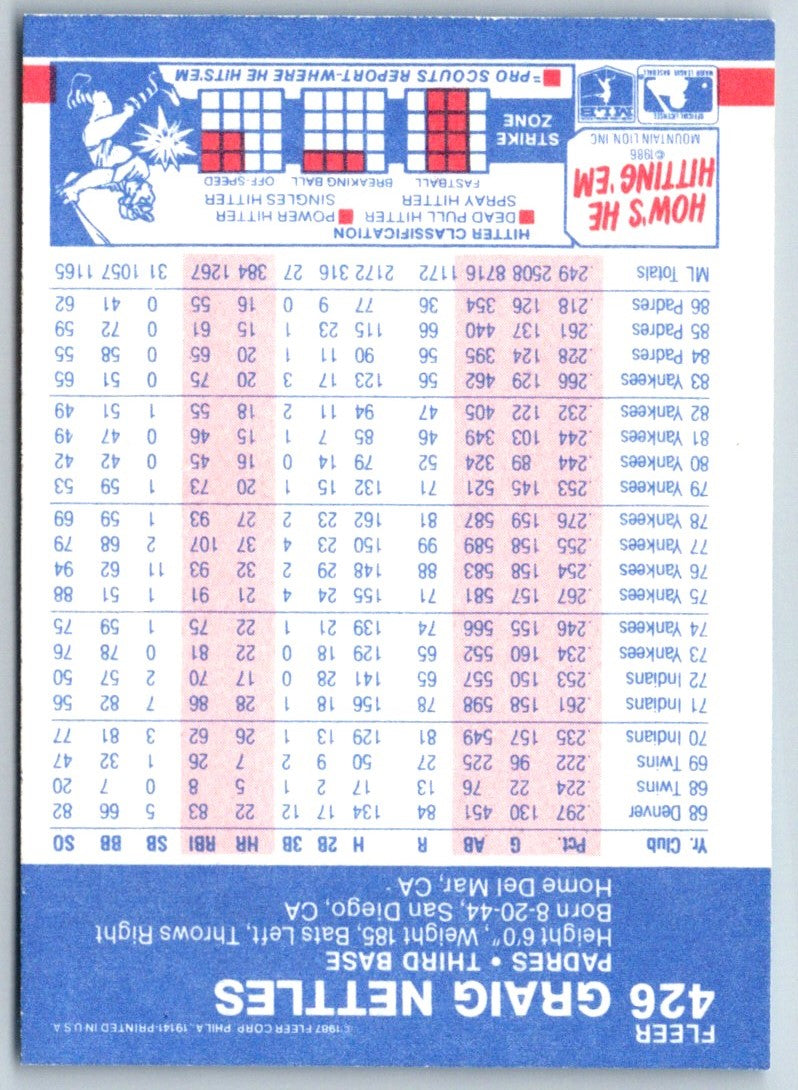 FLEER
426 GRAIG NETTLES
©1987 FLEER CORP. PHILA. 19141-PRINTED IN U S A
PADRES • THIRD BASE
Height 6'0", Weight 185, Bats Left, Throws Right
Born 8-20-44, San Diego, CA
Home Del Mar, CA
Yr. Club Pct. G AB R H 2B 3B HR RBI SB BB SO
68 Denver .297 130 451 84 134 17 12 22 83 5 66 82
68 Twins .224 22 76 13 17 2 1 5 8 0 7 20
69 Twins .222 96 225 27 50 9 2 7 26 1 32 47
70 Indians .235 157 549 81 129 13 1 26 62 3 81 77
71 Indians .261 158 598 78 156 18 1 28 86 7 82 56
72 Indians .253 150 557 65 141 28 0 17 70 2 57 50
73 Yankees .234 160 552 65 129 18 0 22 81 0 78 76
74 Yankees .246 155 566 74 139 21 1 22 75 1 59 75
75 Yankees .267 157 581 71 155 24 4 21 91 1 51 88
76 Yankees .254 158 583 88 148 29 2 32 93 11 62 94
77 Yankees .255 158 589 99 150 23 4 37 107 2 68 79
78 Yankees .276 159 587 81 162 23 2 27 93 1 59 69
79 Yankees .253 145 521 71 132 15 1 20 73 1 59 53
80 Yankees .244 89 324 52 79 14 0 16 45 0 42 42
81 Yankees .244 103 349 46 85 7 1 15 46 0 47 49
82 Yankees .232 122 405 47 94 11 2 18 55 1 51 49
83 Yankees .266 129 462 56 123 17 3 20 75 0 51 65
84 Padres .228 124 395 56 90 11 1 20 65 0 58 55
85 Padres .261 137 440 66 115 23 1 15 61 0 72 59
86 Padres .218 126 354 36 77 9 0 16 55 0 41 62
ML Totals .249 2508 8716 1172 2172 316 27 384 1267 31 1057 1165
HOW'S HE
HITTING 'EM
©1986
MOUNTAIN LION INC
OFFICIAL LICENSEE
MAJOR LEAGUE BASEBALL
HITTER CLASSIFICATION
DEAD PULL HITTER POWER HITTER
SPRAY HITTER SINGLES HITTER
FASTBALL BREAKING BALL OFF-SPEED
STRIKE
ZONE
="PRO SCOUTS REPORT-WHERE HE HITS'EM